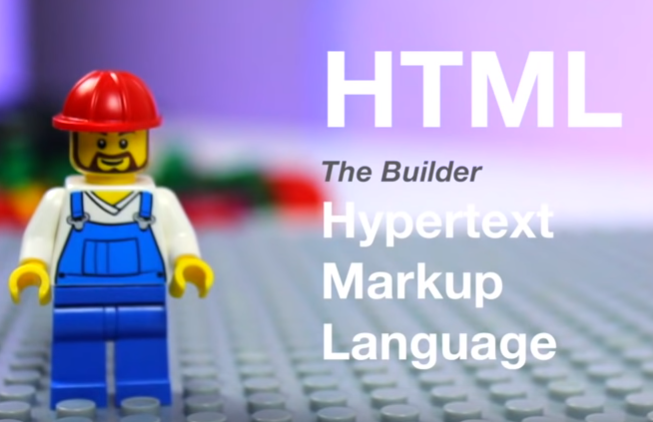 HTML
The Builder
Hypertext
Markup
Language